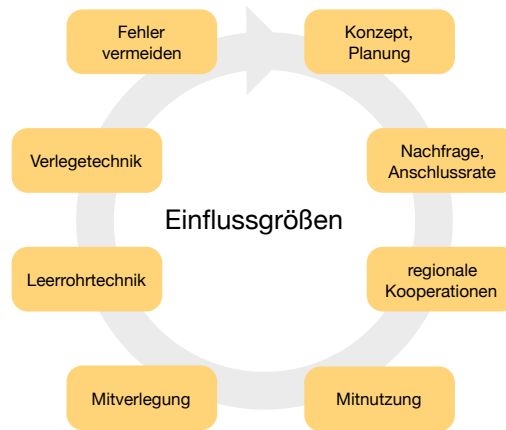 Fehler
vermeiden
Konzept,
Planung
Verlegetechnik
Nachfrage,
Anschlussrate
Einflussgrößen
Leerrohrtechnik
regionale
Kooperationen
Mitverlegung
Mitnutzung